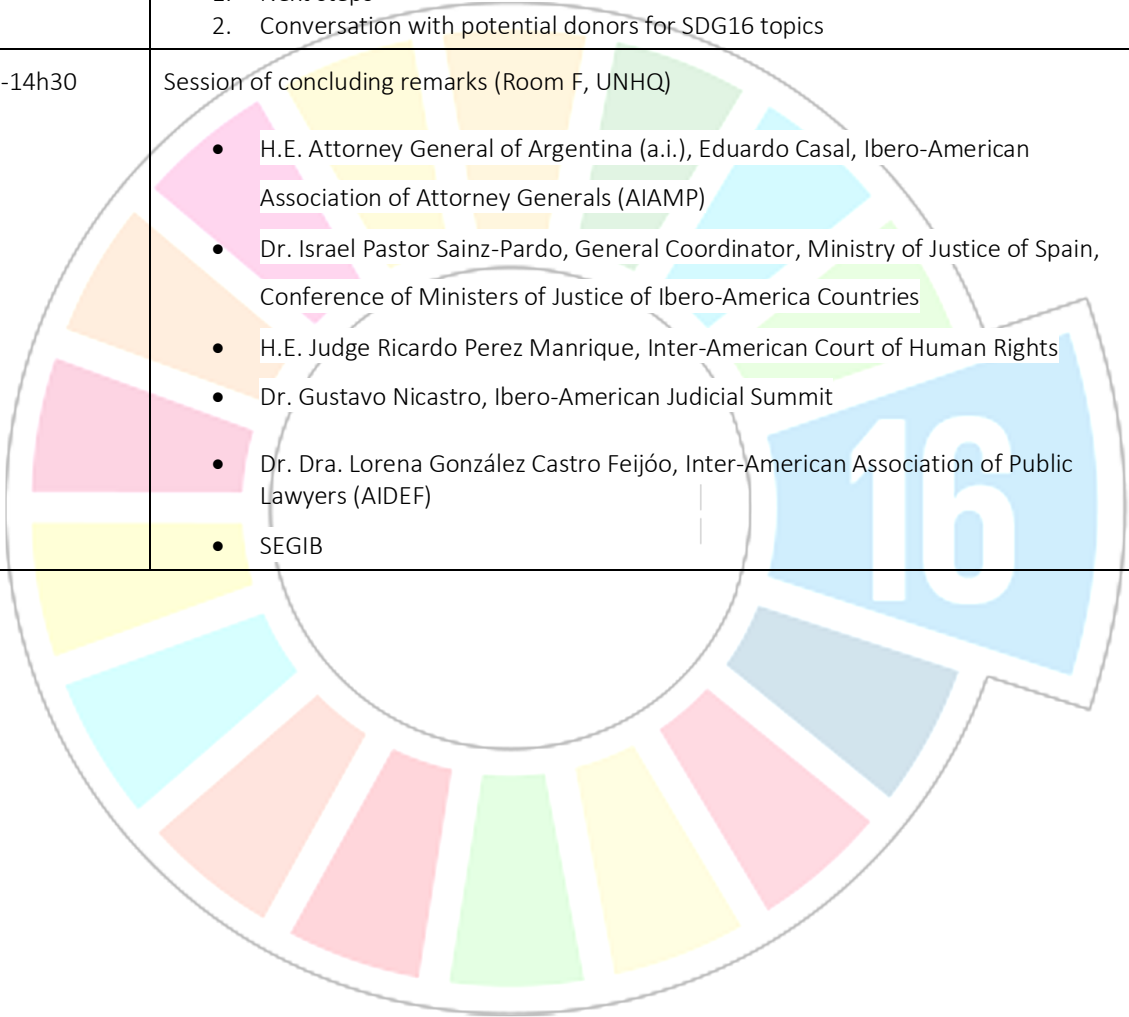 2. Conversation with potential donors for SDG16 topics
-14h30
Session of concluding remarks (Room F, UNHQ)
• H.E. Attorney General of Argentina (a.i.), Eduardo Casal, Ibero-American
Association of Attorney Generals (AIAMP)
• Dr. Israel Pastor Sainz-Pardo, General Coordinator, Ministry of Justice of Spain,
Conference of Ministers of Justice of Ibero-America Countries
• H.E. Judge Ricardo Perez Manrique, Inter-American Court of Human Rights
• Dr. Gustavo Nicastro, Ibero-American Judicial Summit
• Dr. Dra. Lorena González Castro Feijóo, Inter-American Association of Public
Lawyers (AIDEF)
• SEGIB
16